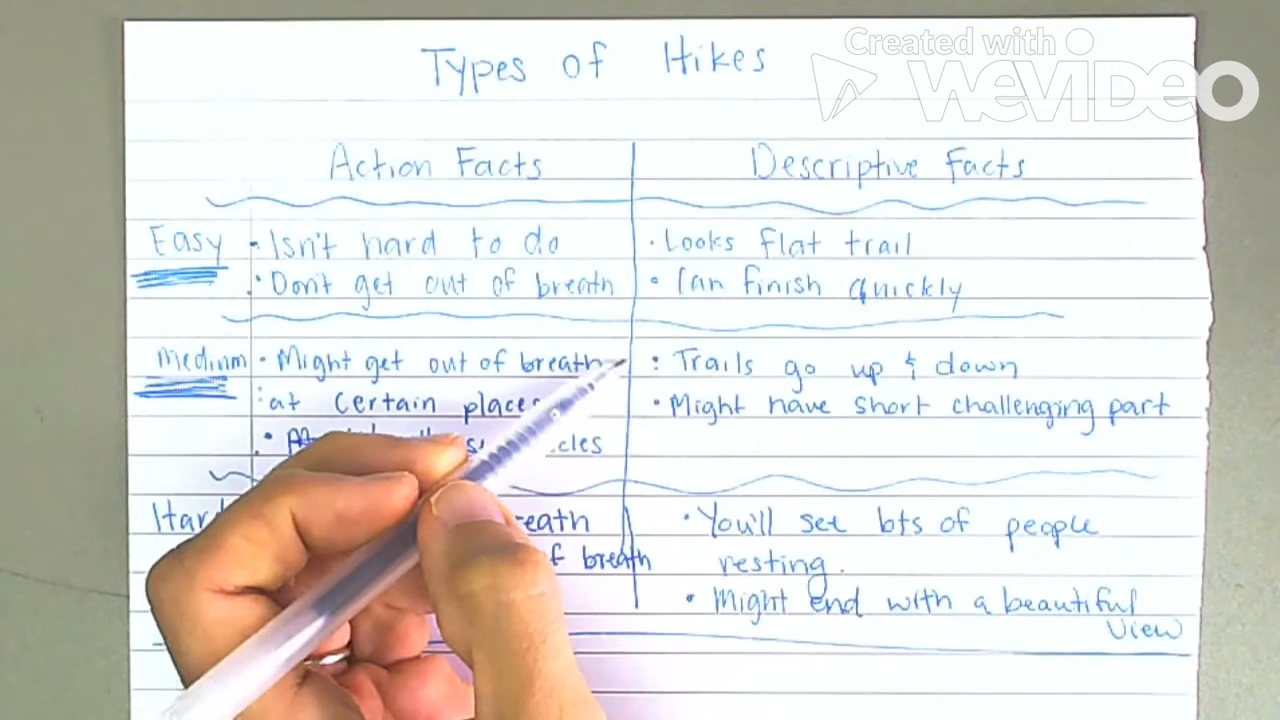 Created with
WEVIDEO
Types of Hikes
Action Facts
Descriptive Facts
Easy
• Isn't hard to do
• Don't get out of breath
• Looks flat trail
• Can finish quickly
Medium
• Might get out of breath
at certain places
• Trails go up & down
• Might have short challenging part
Hard
breath
of breath
• You'll see lots of people
resting.
• Might end with a beautiful
view